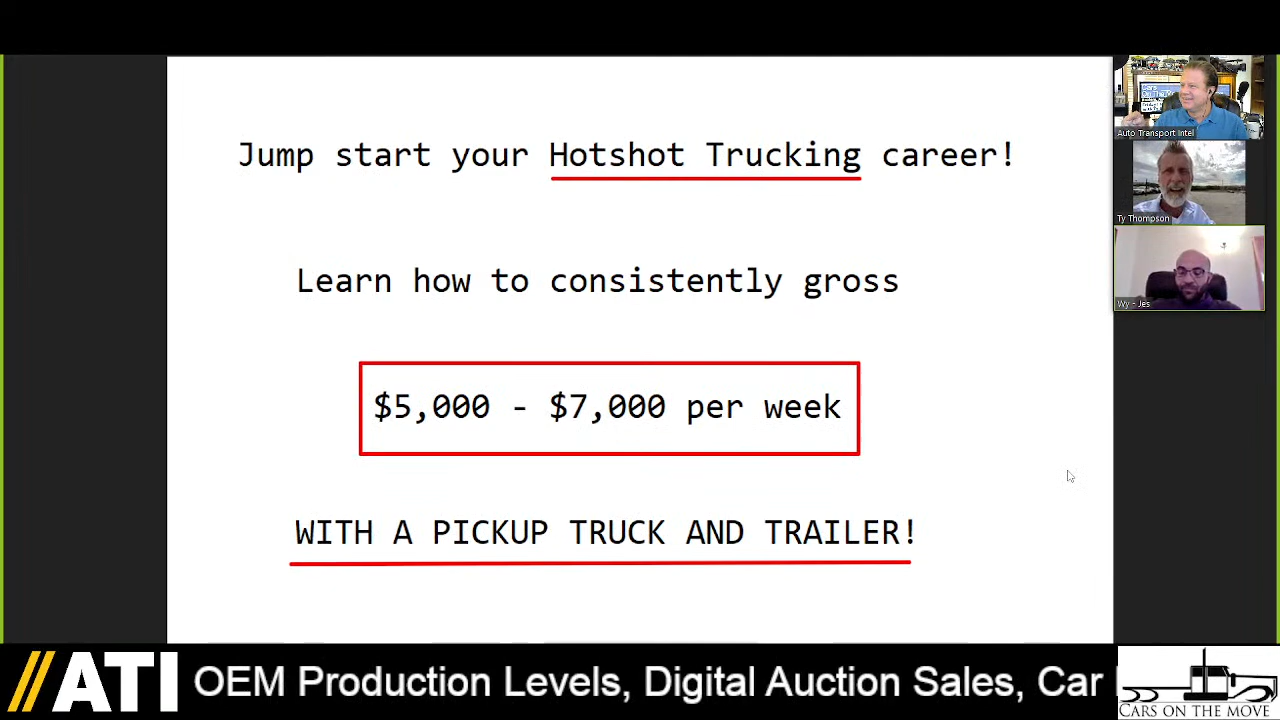 Jump start your Hotshot Trucking career!
Learn how to consistently gross
$5,000 - $7,000 per week
WITH A PICKUP TRUCK AND TRAILER!
Auto Transport Intel
Ty Thompson
Wy - Jes
//ATI
OEM Production Levels, Digital Auction Sales, Car
CARS ON THE MOVE